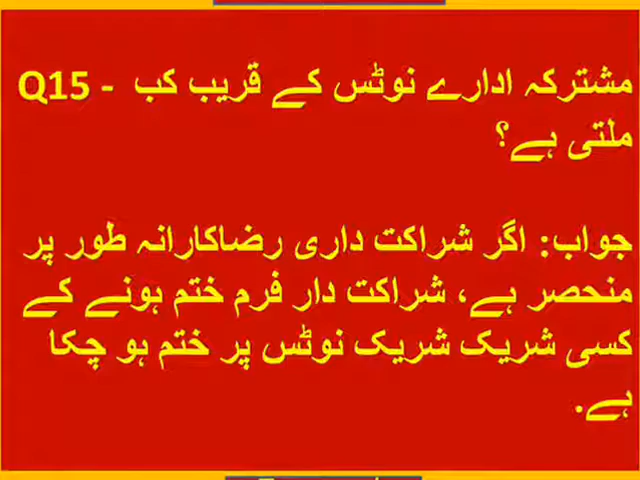 Q15 - مشترکہ ادارے نوٹس کے قریب کب
ملتی ہے؟
جواب: اگر شراکت داری رضاکارانہ طور پر
منحصر ہے، شراکت دار فرم ختم ہونے کے
کسی شریک شریک نوٹس پر ختم ہو چکا
ہے.